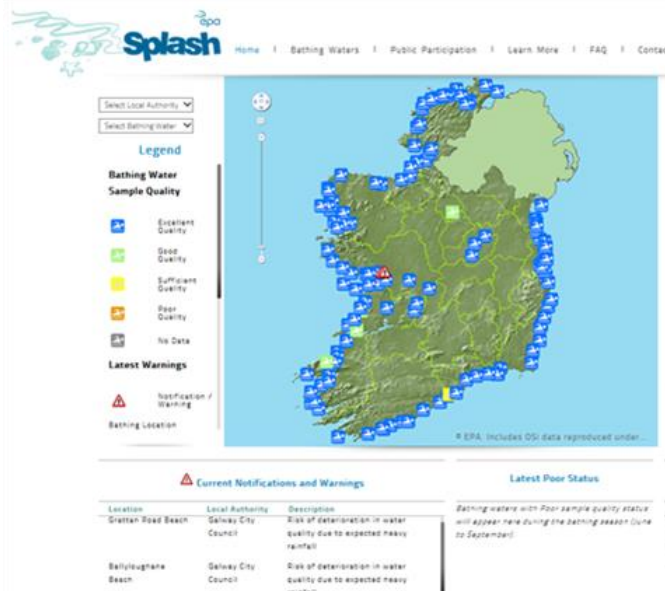 epa
Splash
Home | Bathing Waters | Public Participation | Learn More | FAQ | Contac
Select Local Authority
Select Bathing Water
Legend
Bathing Water
Sample Quality
Excellent
Quality
Good
Quality
Sufficient
Quality
Poor
Quality
No Data
Latest Warnings
Notification /
Warning
Bathing Location
© EPA. Includes OSi data reproduced under...
Current Notifications and Warnings
Location Local Authority Description
Grattan Road Beach Galway City Risk of deterioration in water
Council quality due to expected heavy
rainfall
Ballyloughane Galway City Risk of deterioration in water
Beach Council quality due to expected heavy
Latest Poor Status
Bathing waters with Poor sample quality status
will appear here during the bathing season (June
to September).